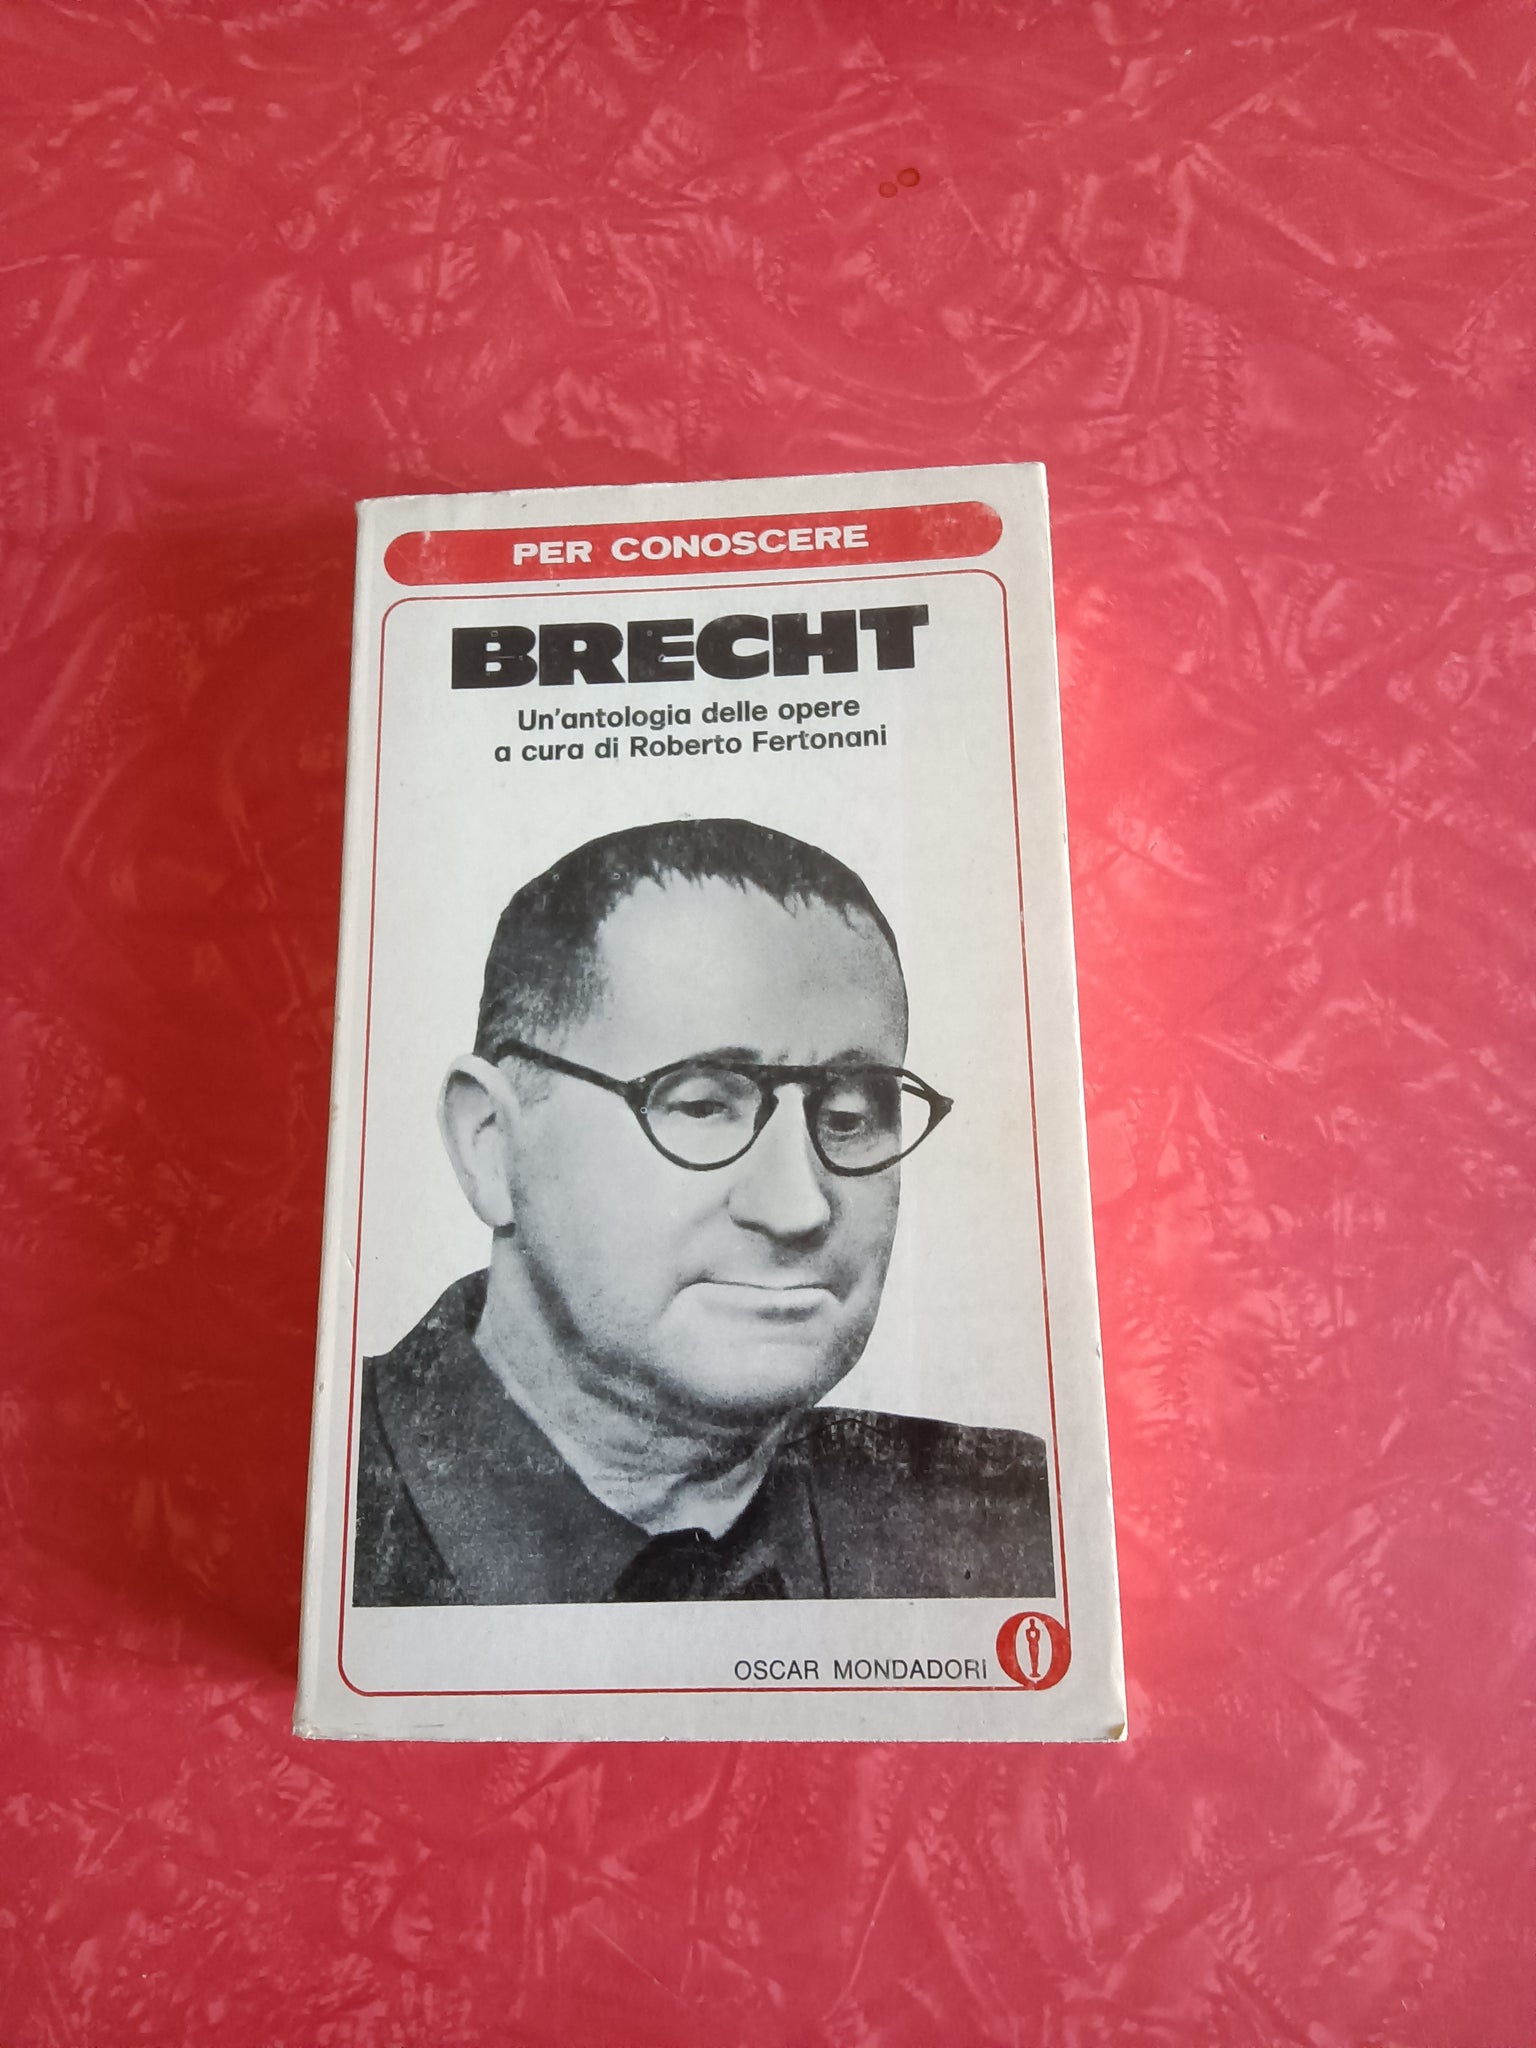 PER CONOSCERE
BRECHT
Un'antologia delle opere
a cura di Roberto Fertonani
OSCAR MONDADORI